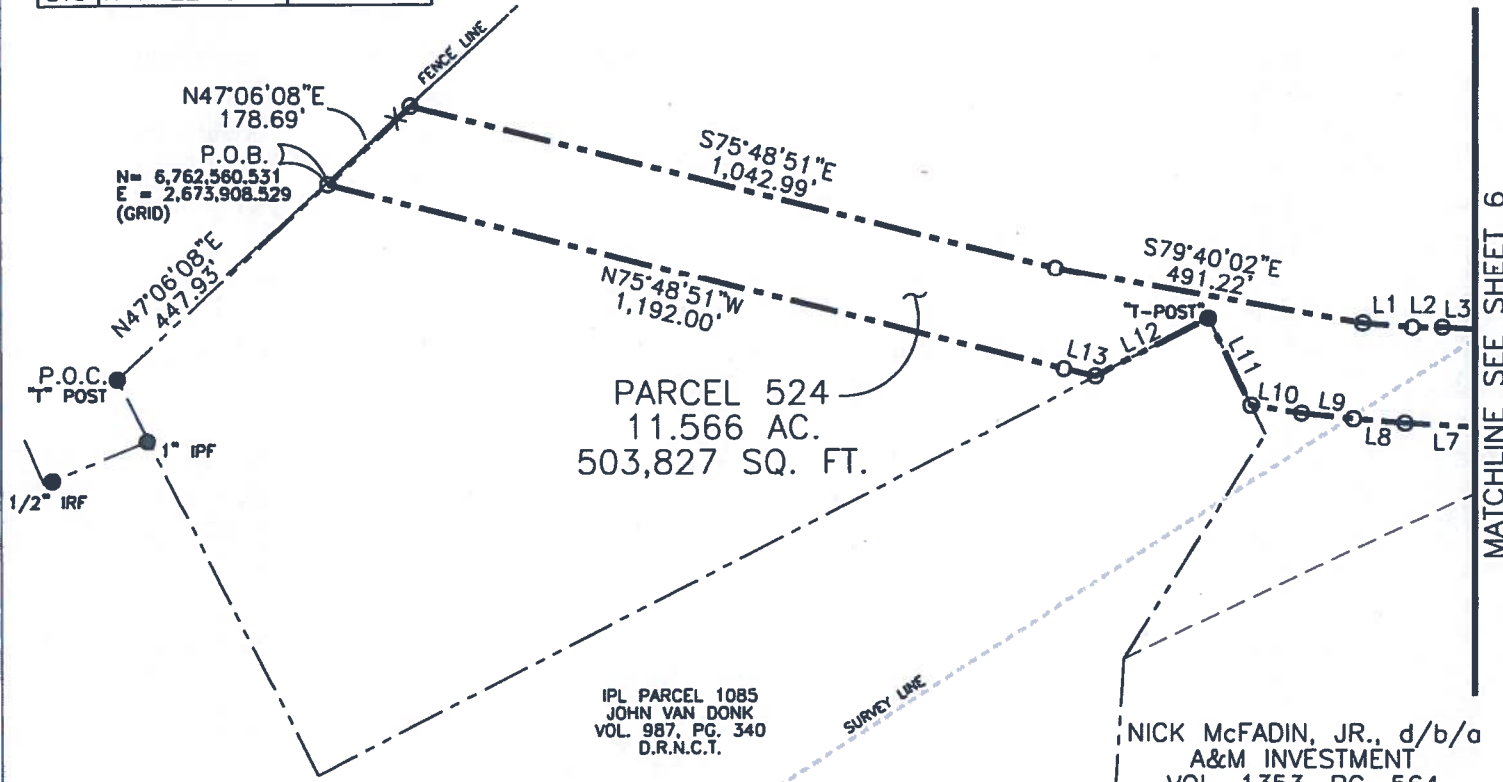 FENCE LINE
N47°06'08"E
178.69'
P.O.B.
N= 6,762,560.531
E = 2,673,908.529
(GRID)
S75°48'51"E
1,042.99'
N47°06'08"E
447.93'
N75°48'51"W
1,192.00'
S79°40'02"E
491.22'
"T-POST"
L1 L2 L3
L13
L12
L11
L10
L9
L8
L7
MATCHLINE SEE SHEET 6
P.O.C.
"T" POST
1" IPF
1/2" IRF
PARCEL 524
11.566 AC.
503,827 SQ. FT.
IPL PARCEL 1085
JOHN VAN DONK
VOL. 987, PG. 340
D.R.N.C.T.
SURVEY LINE
NICK McFADIN, JR., d/b/a
A&M INVESTMENT